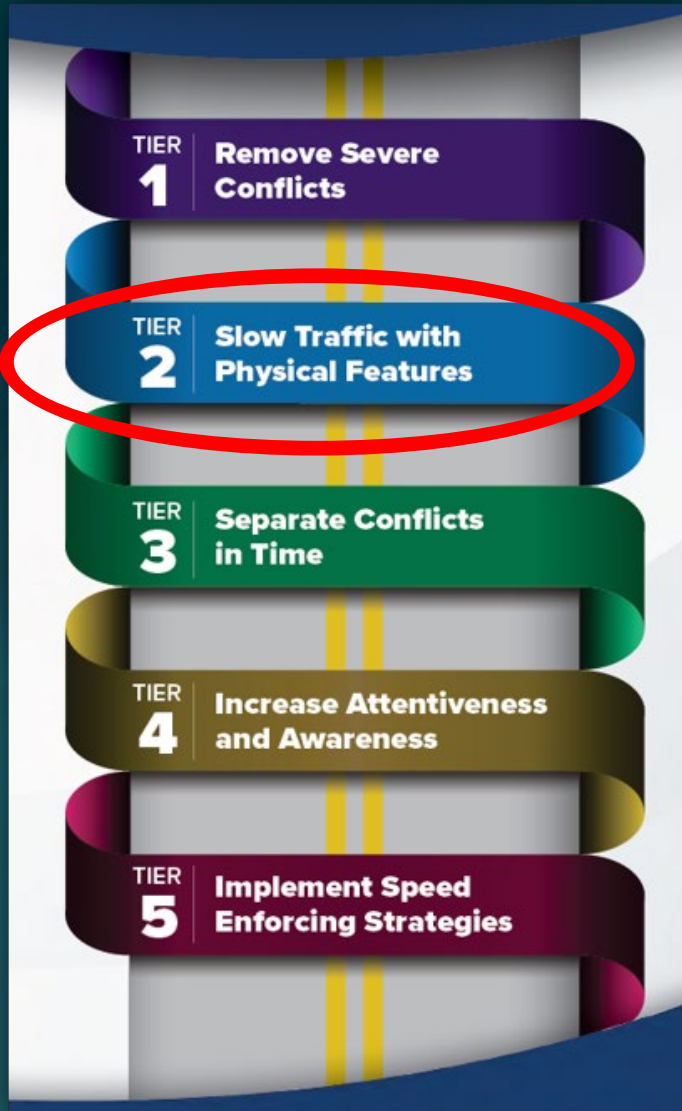 TIER
1
Remove Severe
Conflicts
TIER
2
Slow Traffic with
Physical Features
TIER
3
Separate Conflicts
in Time
TIER
4
Increase Attentiveness
and Awareness
TIER
5
Implement Speed
Enforcing Strategies